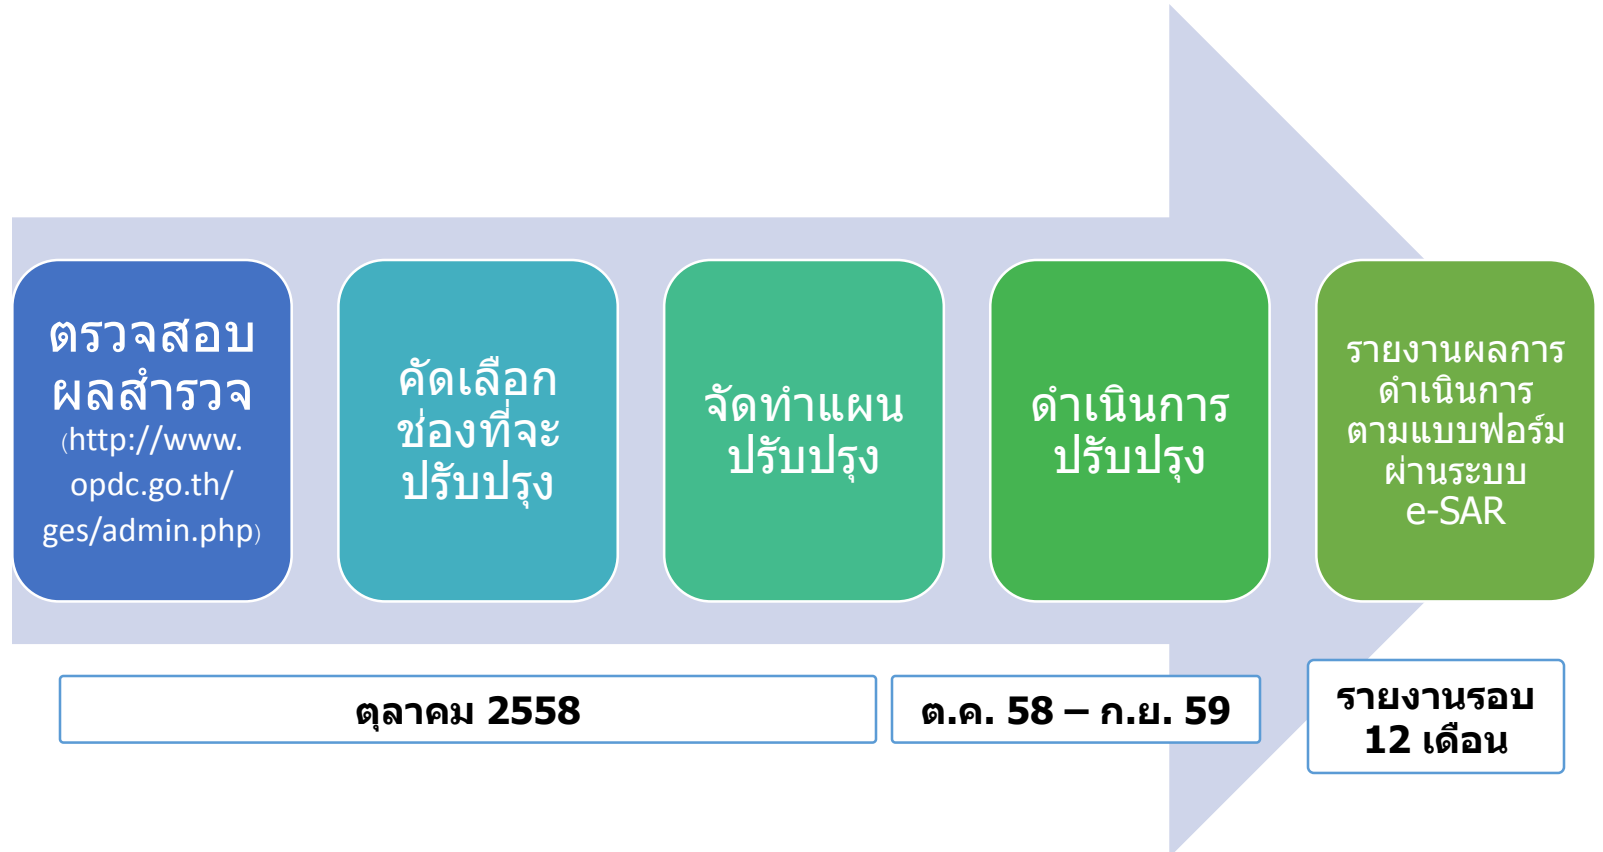 ตรวจสอบ
ผลสำรวจ
(http://www.
opdc.go.th/
ges/admin.php)
คัดเลือก
ช่องที่จะ
ปรับปรุง
จัดทำแผน
ปรับปรุง
ดำเนินการ
ปรับปรุง
รายงานผลการ
ดำเนินการ
ตามแบบฟอร์ม
ผ่านระบบ
e-SAR
ตุลาคม 2558
ต.ค. 58 – ก.ย. 59
รายงานรอบ
12 เดือน